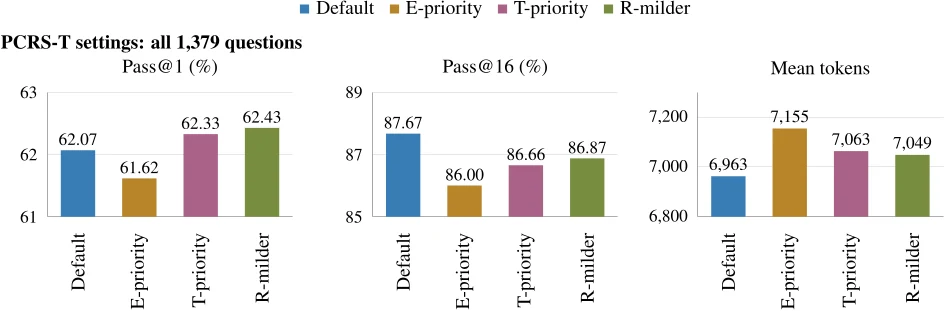 Default E-priority T-priority R-milder
PCRS-T settings: all 1,379 questions
Pass@1 (%)
63
62
61
62.07
61.62
62.33
62.43
Default
E-priority
T-priority
R-milder
Pass@16 (%)
89
87
85
87.67
86.00
86.66
86.87
Default
E-priority
T-priority
R-milder
Mean tokens
7,200
7,000
6,800
6,963
7,155
7,063
7,049
Default
E-priority
T-priority
R-milder